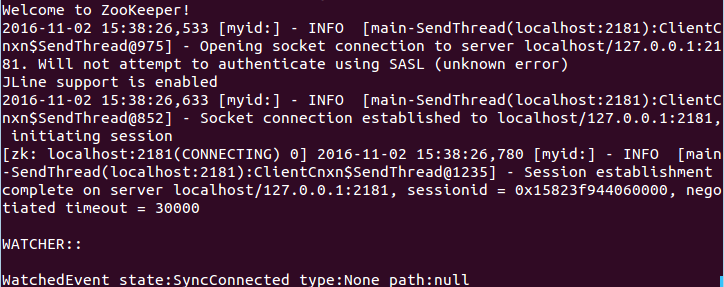 Welcome to ZooKeeper!
2016-11-02 15:38:26,533 [myid:] - INFO  [main-SendThread(localhost:2181):ClientC
nxn$SendThread@975] - Opening socket connection to server localhost/127.0.0.1:21
81. Will not attempt to authenticate using SASL (unknown error)
JLine support is enabled
2016-11-02 15:38:26,633 [myid:] - INFO  [main-SendThread(localhost:2181):ClientC
nxn$SendThread@852] - Socket connection established to localhost/127.0.0.1:2181,
 initiating session
[zk: localhost:2181(CONNECTING) 0] 2016-11-02 15:38:26,780 [myid:] - INFO  [main
-SendThread(localhost:2181):ClientCnxn$SendThread@1235] - Session establishment 
complete on server localhost/127.0.0.1:2181, sessionid = 0x15823f944060000, nego
tiated timeout = 30000
WATCHER::
WatchedEvent state:SyncConnected type:None path:null